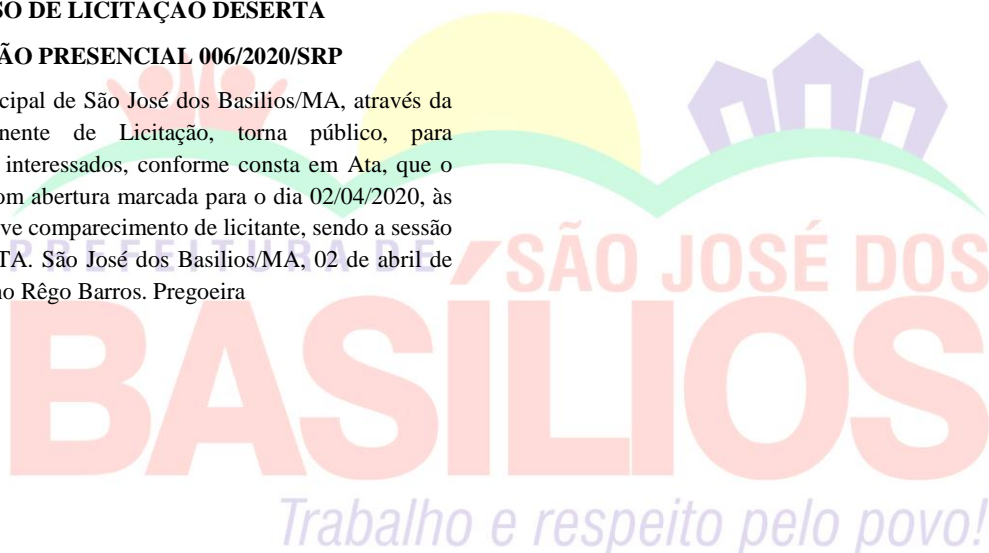 SO DE LICITAÇÃO DESERTA
ÃO PRESENCIAL 006/2020/SRP
cipal de São José dos Basilios/MA, através da
nente de Licitação, torna público, para
interessados, conforme consta em Ata, que o
om abertura marcada para o dia 02/04/2020, às
ve comparecimento de licitante, sendo a sessão
TA. São José dos Basilios/MA, 02 de abril de
no Rêgo Barros. Pregoeira
PREFEITURA DE
SÃO JOSÉ DOS
BASÍLIOS
Trabalho e respeito pelo povo!